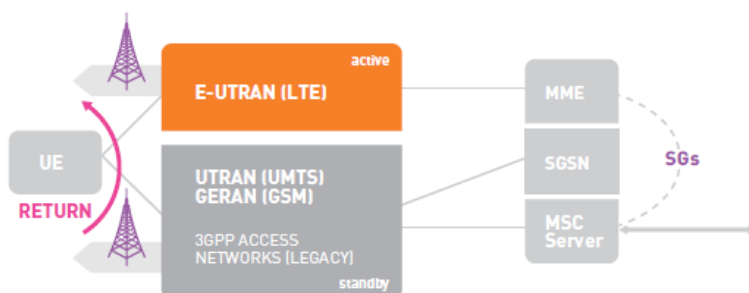 active
E-UTRAN (LTE)
MME
UE
SGSN
SGs
UTRAN (UMTS)
GERAN (GSM)
RETURN
MSC
Server
3GPP ACCESS
NETWORKS (LEGACY)
standby